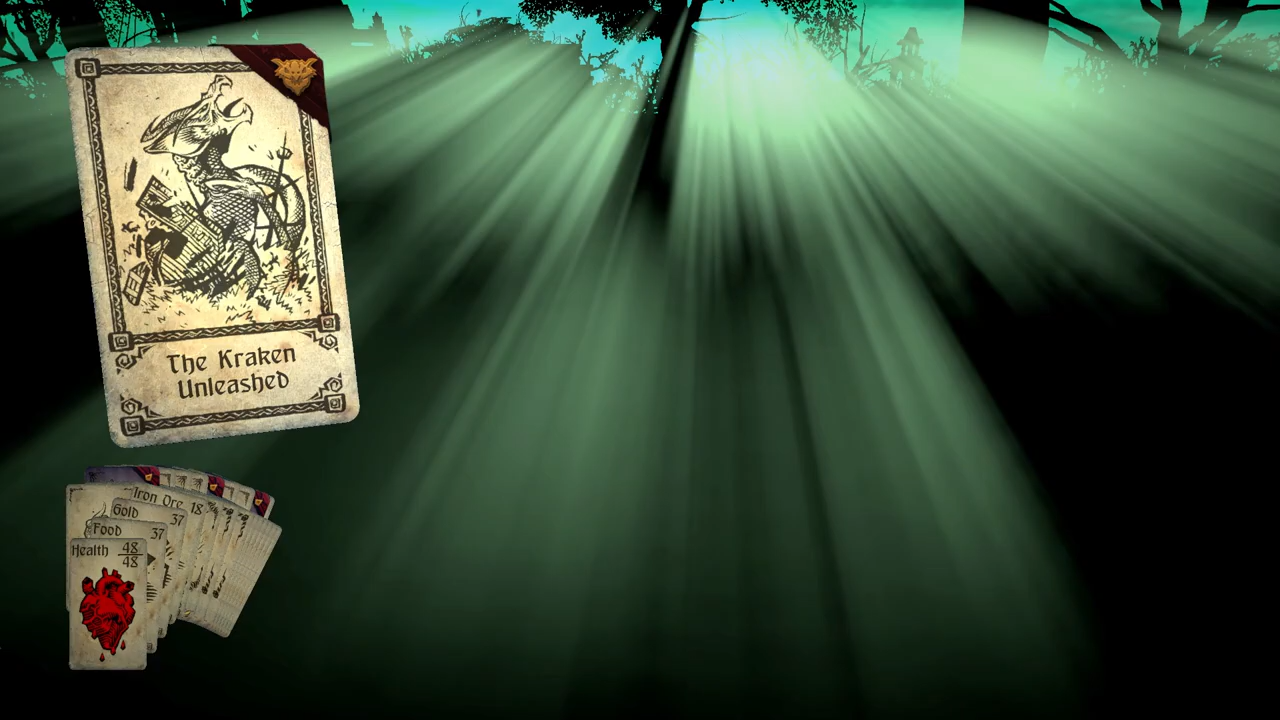 The Kraken
Unleashed
Iron Ore 18
Gold 37
Food 37
Health 48
48